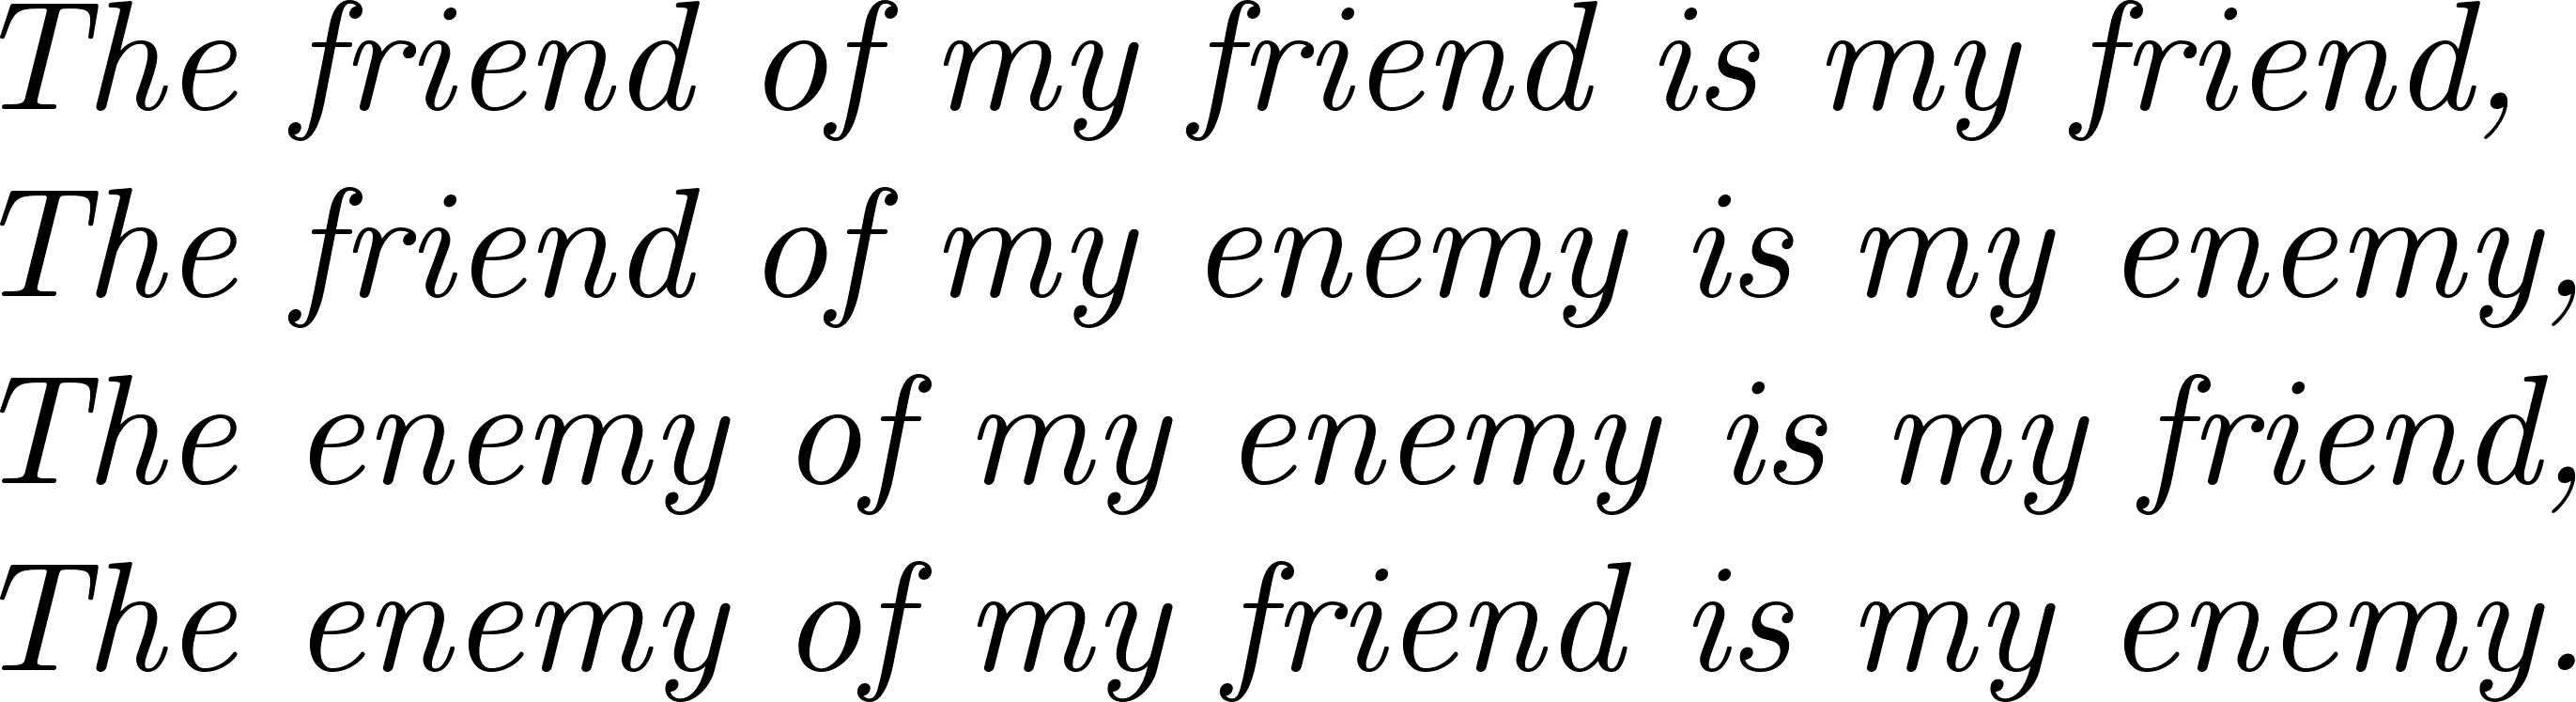 The friend of my friend is my friend,
The friend of my enemy is my enemy,
The enemy of my enemy is my friend,
The enemy of my friend is my enemy.